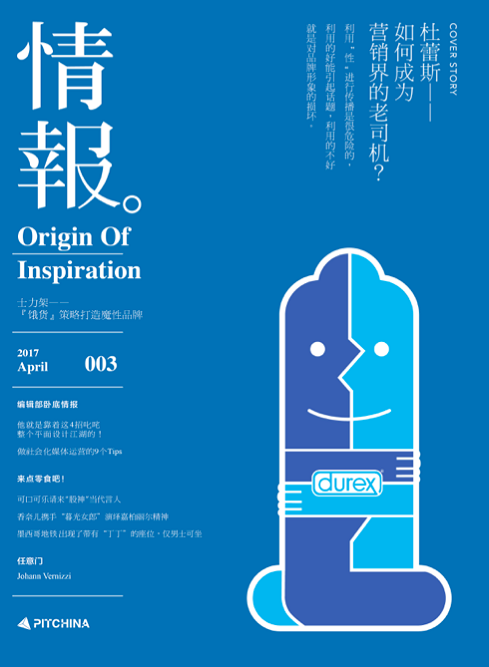 情報。
Origin Of
Inspiration
士力架——
『饿货』策略打造魔性品牌
2017
April
003
编辑部卧底情报
他就是靠着这4招叱咤
整个平面设计江湖的！
做社会化媒体运营的9个Tips
来点零食吧！
可口可乐请来“股神”当代言人
香奈儿携手“暮光女郎”演绎嘉柏丽尔精神
墨西哥地铁出现了带有“丁丁”的座位，仅男士可坐
任意门
Johann Vernizzi
PITCHINA
COVER STORY
杜蕾斯——
如何成为
营销界的老司机？
利用“性”进行传播是很危险的，
利用的好能引起话题，利用的不好
就是对品牌形象的损坏。
durex